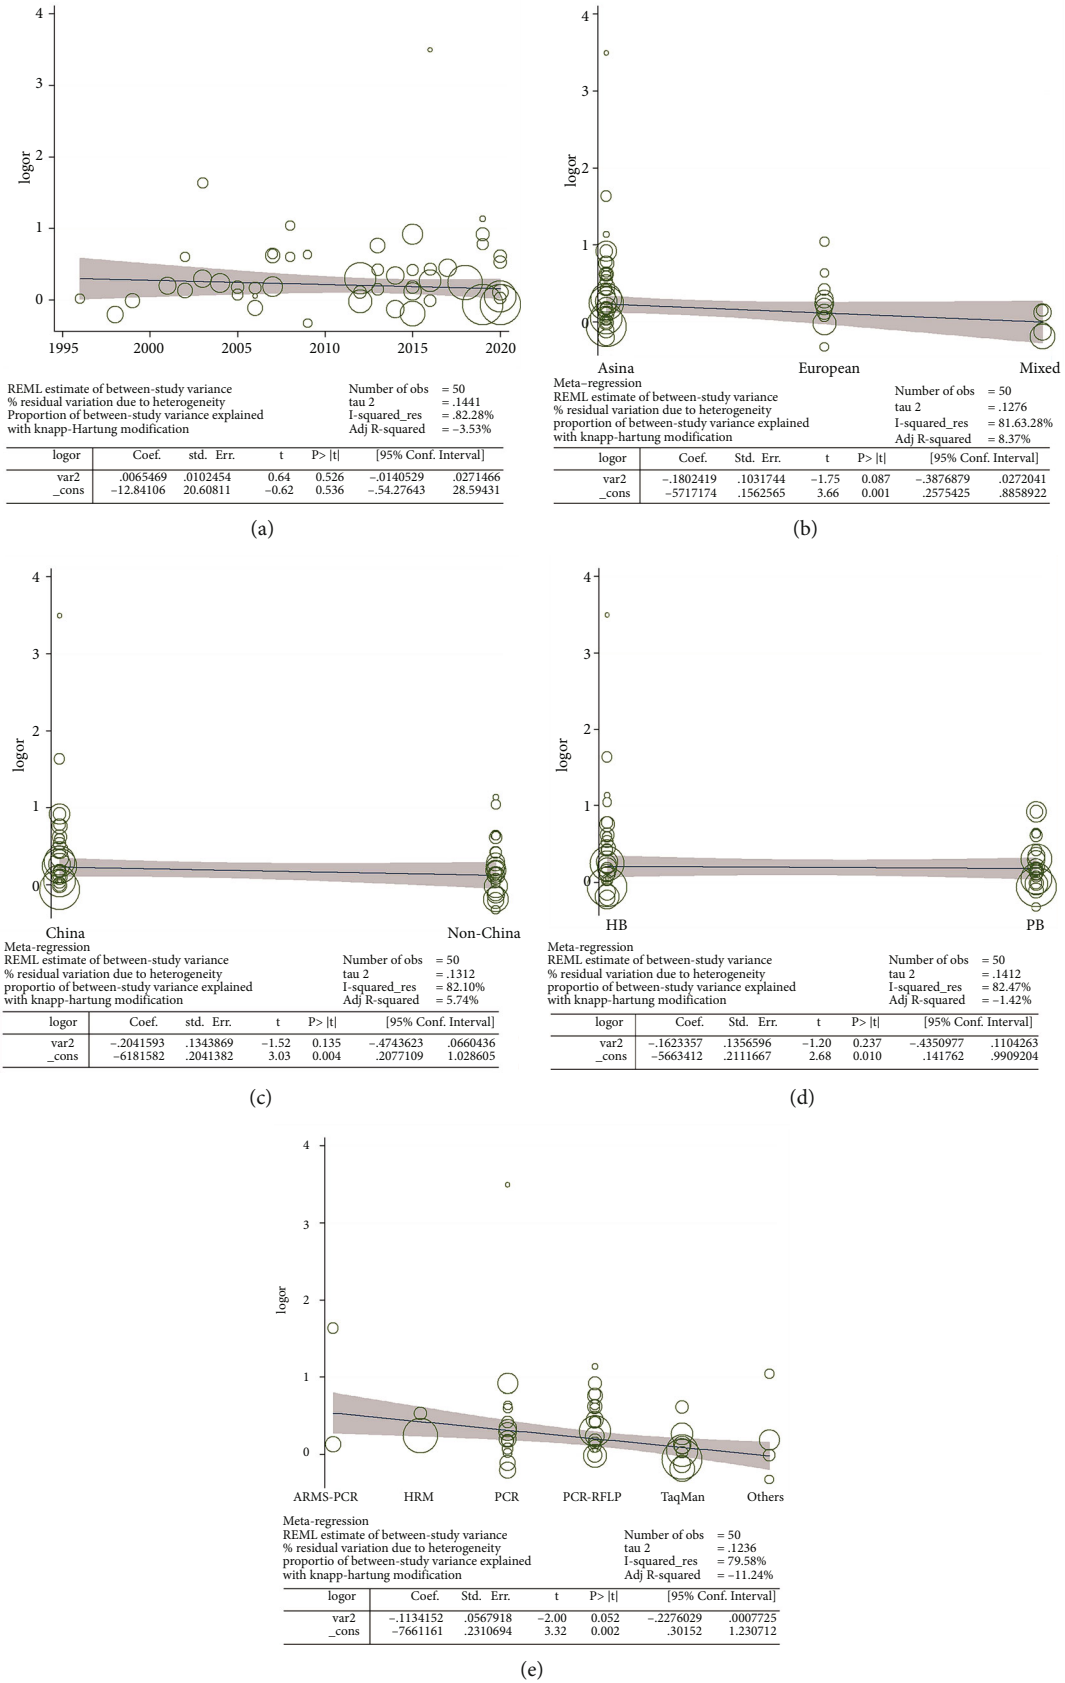 4
3
2
1
0
logor
1995 2000 2005 2010 2015 2020
REML estimate of between-study variance
% residual variation due to heterogeneity
Proportion of between-study variance explained
with knapp-Hartung modification
Number of obs = 50
tau 2 = .1441
I-squared_res = .82.28%
Adj R-squared = –3.53%
logor Coef. std. Err. t P> |t| [95% Conf. Interval]
var2 .0065469 .0102454 0.64 0.526 –.0140529 .0271466
_cons –12.84106 20.60811 –0.62 0.536 –.54.27643 28.59431
(a)
4
3
2
1
0
logor
Asina European Mixed
Meta–regression
REML estimate of between-study variance
% residual variation due to heterogeneity
proportion of between-study variance explained
with knapp-hartung modification
Number of obs = 50
tau 2 = .1276
I-squared_res = 81.63.28%
Adj R-squared = 8.37%
logor Coef. Std. Err. t P> |t| [95% Conf. Interval]
var2 –.1802419 .1031744 –1.75 0.087 –.3876879 .0272041
_cons –5717174 .1562565 3.66 0.001 .2575425 .8858922
(b)
4
3
2
1
0
logor
China Non-China
Meta-regression
REML estimate of between-study variance
% residual variation due to heterogeneity
proportio of between-study variance explained
with knapp-hartung modification
Number of obs = 50
tau 2 = .1312
I-squared_res = 82.10%
Adj R-squared = 5.74%
logor Coef. std. Err. t P> |t| [95% Conf. Interval]
var2 –.2041593 .1343869 –1.52 0.135 –.4743623 .0660436
_cons –6181582 .2041382 3.03 0.004 .2077109 1.028605
(c)
4
3
2
1
0
logor
HB PB
Meta-regression
REML estimate of between-study variance
% residual variation due to heterogeneity
proportio of between-study variance explained
with knapp-hartung modification
Number of obs = 50
tau 2 = .1412
I-squared_res = 82.47%
Adj R-squared = –1.42%
logor Coef. Std. Err. t P> |t| [95% Conf. Interval]
var2 –.1623357 .1356596 –1.20 0.237 –.4350977 .1104263
_cons –5663412 .2111667 2.68 0.010 .141762 .9909204
(d)
4
3
2
1
0
logor
ARMS-PCR HRM PCR PCR-RFLP TaqMan Others
Meta-regression
REML estimate of between-study variance
% residual variation due to heterogeneity
proportio of between-study variance explained
with knapp-hartung modification
Number of obs = 50
tau 2 = .1236
I-squared_res = 79.58%
Adj R-squared = –11.24%
logor Coef. Std. Err. t P> |t| [95% Conf. Interval]
var2 –.1134152 .0567918 –2.00 0.052 –.2276029 .0007725
_cons –7661161 .2310694 3.32 0.002 .30152 1.230712
(e)